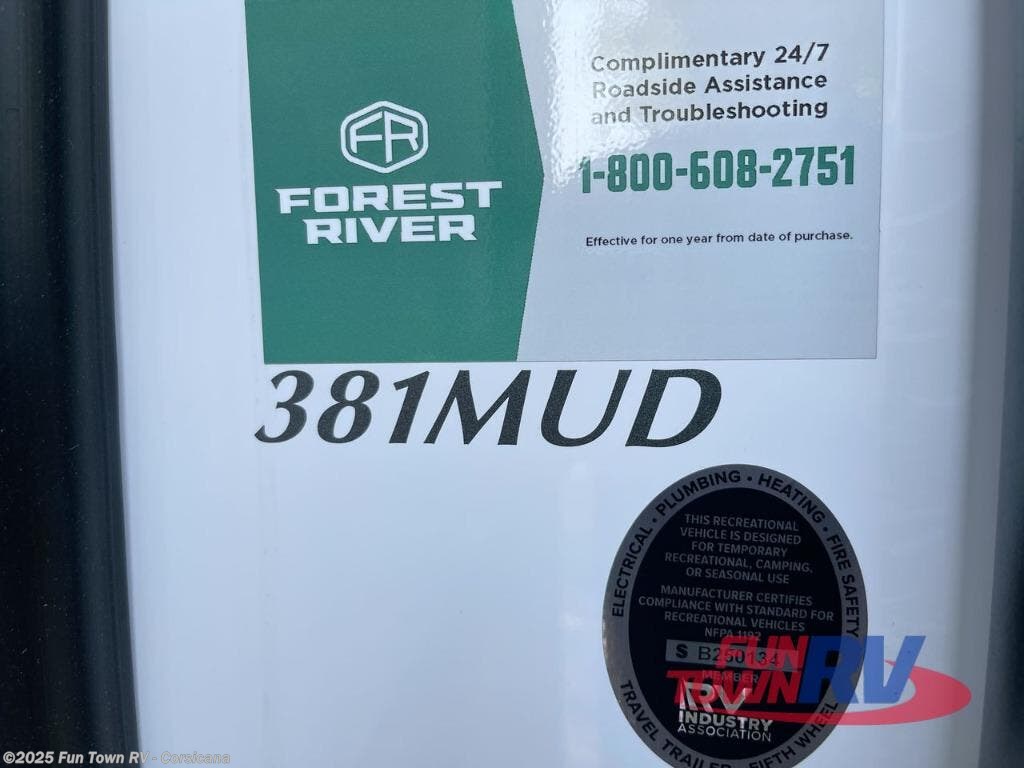 FR
FOREST
RIVER
Complimentary 24/7
Roadside Assistance
and Troubleshooting
1-800-608-2751
Effective for one year from date of purchase.
381MUD
ELECTRICAL • PLUMBING • HEATING • FIRE SAFETY
THIS RECREATIONAL
VEHICLE IS DESIGNED
FOR TEMPORARY
RECREATIONAL, CAMPING,
OR SEASONAL USE
MANUFACTURER CERTIFIES
COMPLIANCE WITH STANDARD FOR
RECREATIONAL VEHICLES
NFPA 1192
S B250134
MEMBER
RV
INDUSTRY
ASSOCIATION
TRAVEL TRAILER • FIFTH WHEEL
FUN
TOWN
RV
©2025 Fun Town RV - Corsicana